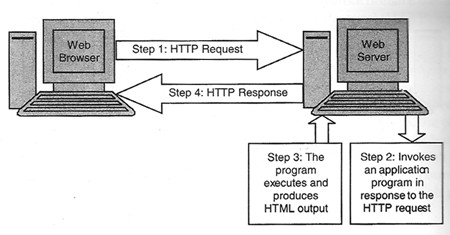 Web
Browser
Step 1: HTTP Request
Web
Server
Step 4: HTTP Response
Step 3: The
program
executes and
produces
HTML output
Step 2: Invokes
an application
program in
response to the
HTTP request